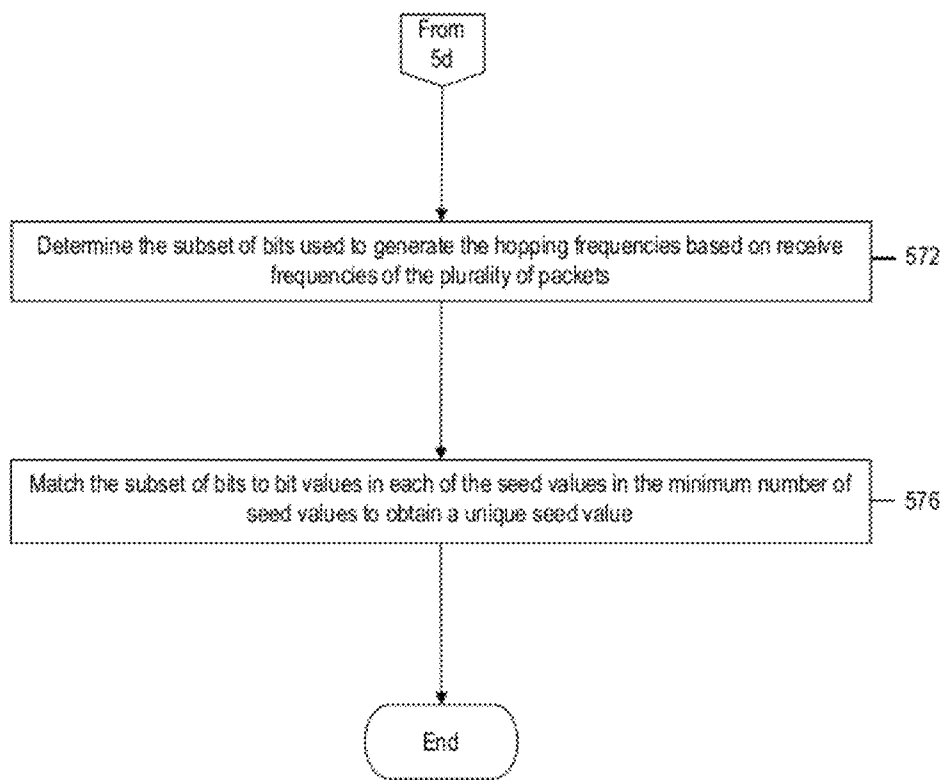 From
5d
Determine the subset of bits used to generate the hopping frequencies based on receive
frequencies of the plurality of packets
572
Match the subset of bits to bit values in each of the seed values in the minimum number of
seed values to obtain a unique seed value
576
End